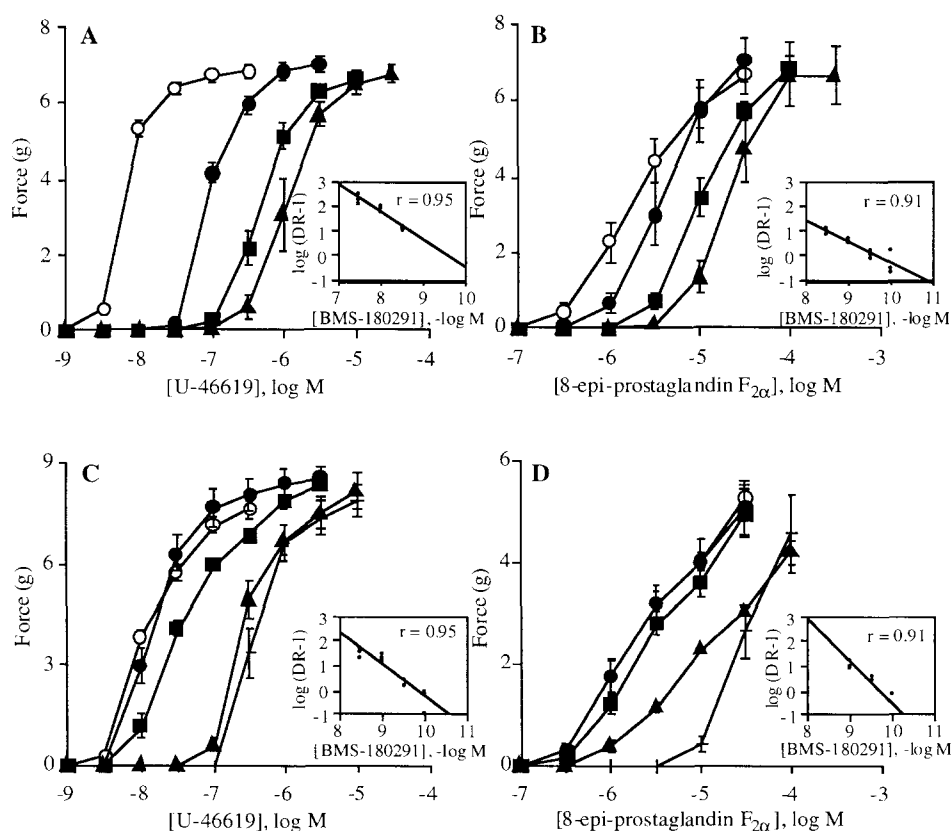 A
8
6
4
2
0
Force (g)
3
2
1
0
-1
log (DR-1)
r = 0.95
7 8 9 10
[BMS-180291], -log M
-9 -8 -7 -6 -5 -4
[U-46619], log M
B
8
6
4
2
0
Force (g)
3
2
1
0
-1
log (DR-1)
r = 0.91
8 9 10 11
[BMS-180291], -log M
-7 -6 -5 -4 -3
[8-epi-prostaglandin F2α], log M
C
9
6
3
0
Force (g)
3
2
1
0
-1
log (DR-1)
r = 0.95
8 9 10 11
[BMS-180291], -log M
-9 -8 -7 -6 -5 -4
[U-46619], log M
D
6
4
2
0
Force (g)
3
2
1
0
-1
log (DR-1)
r = 0.91
8 9 10 11
[BMS-180291], -log M
-7 -6 -5 -4 -3
[8-epi-prostaglandin F2α], log M